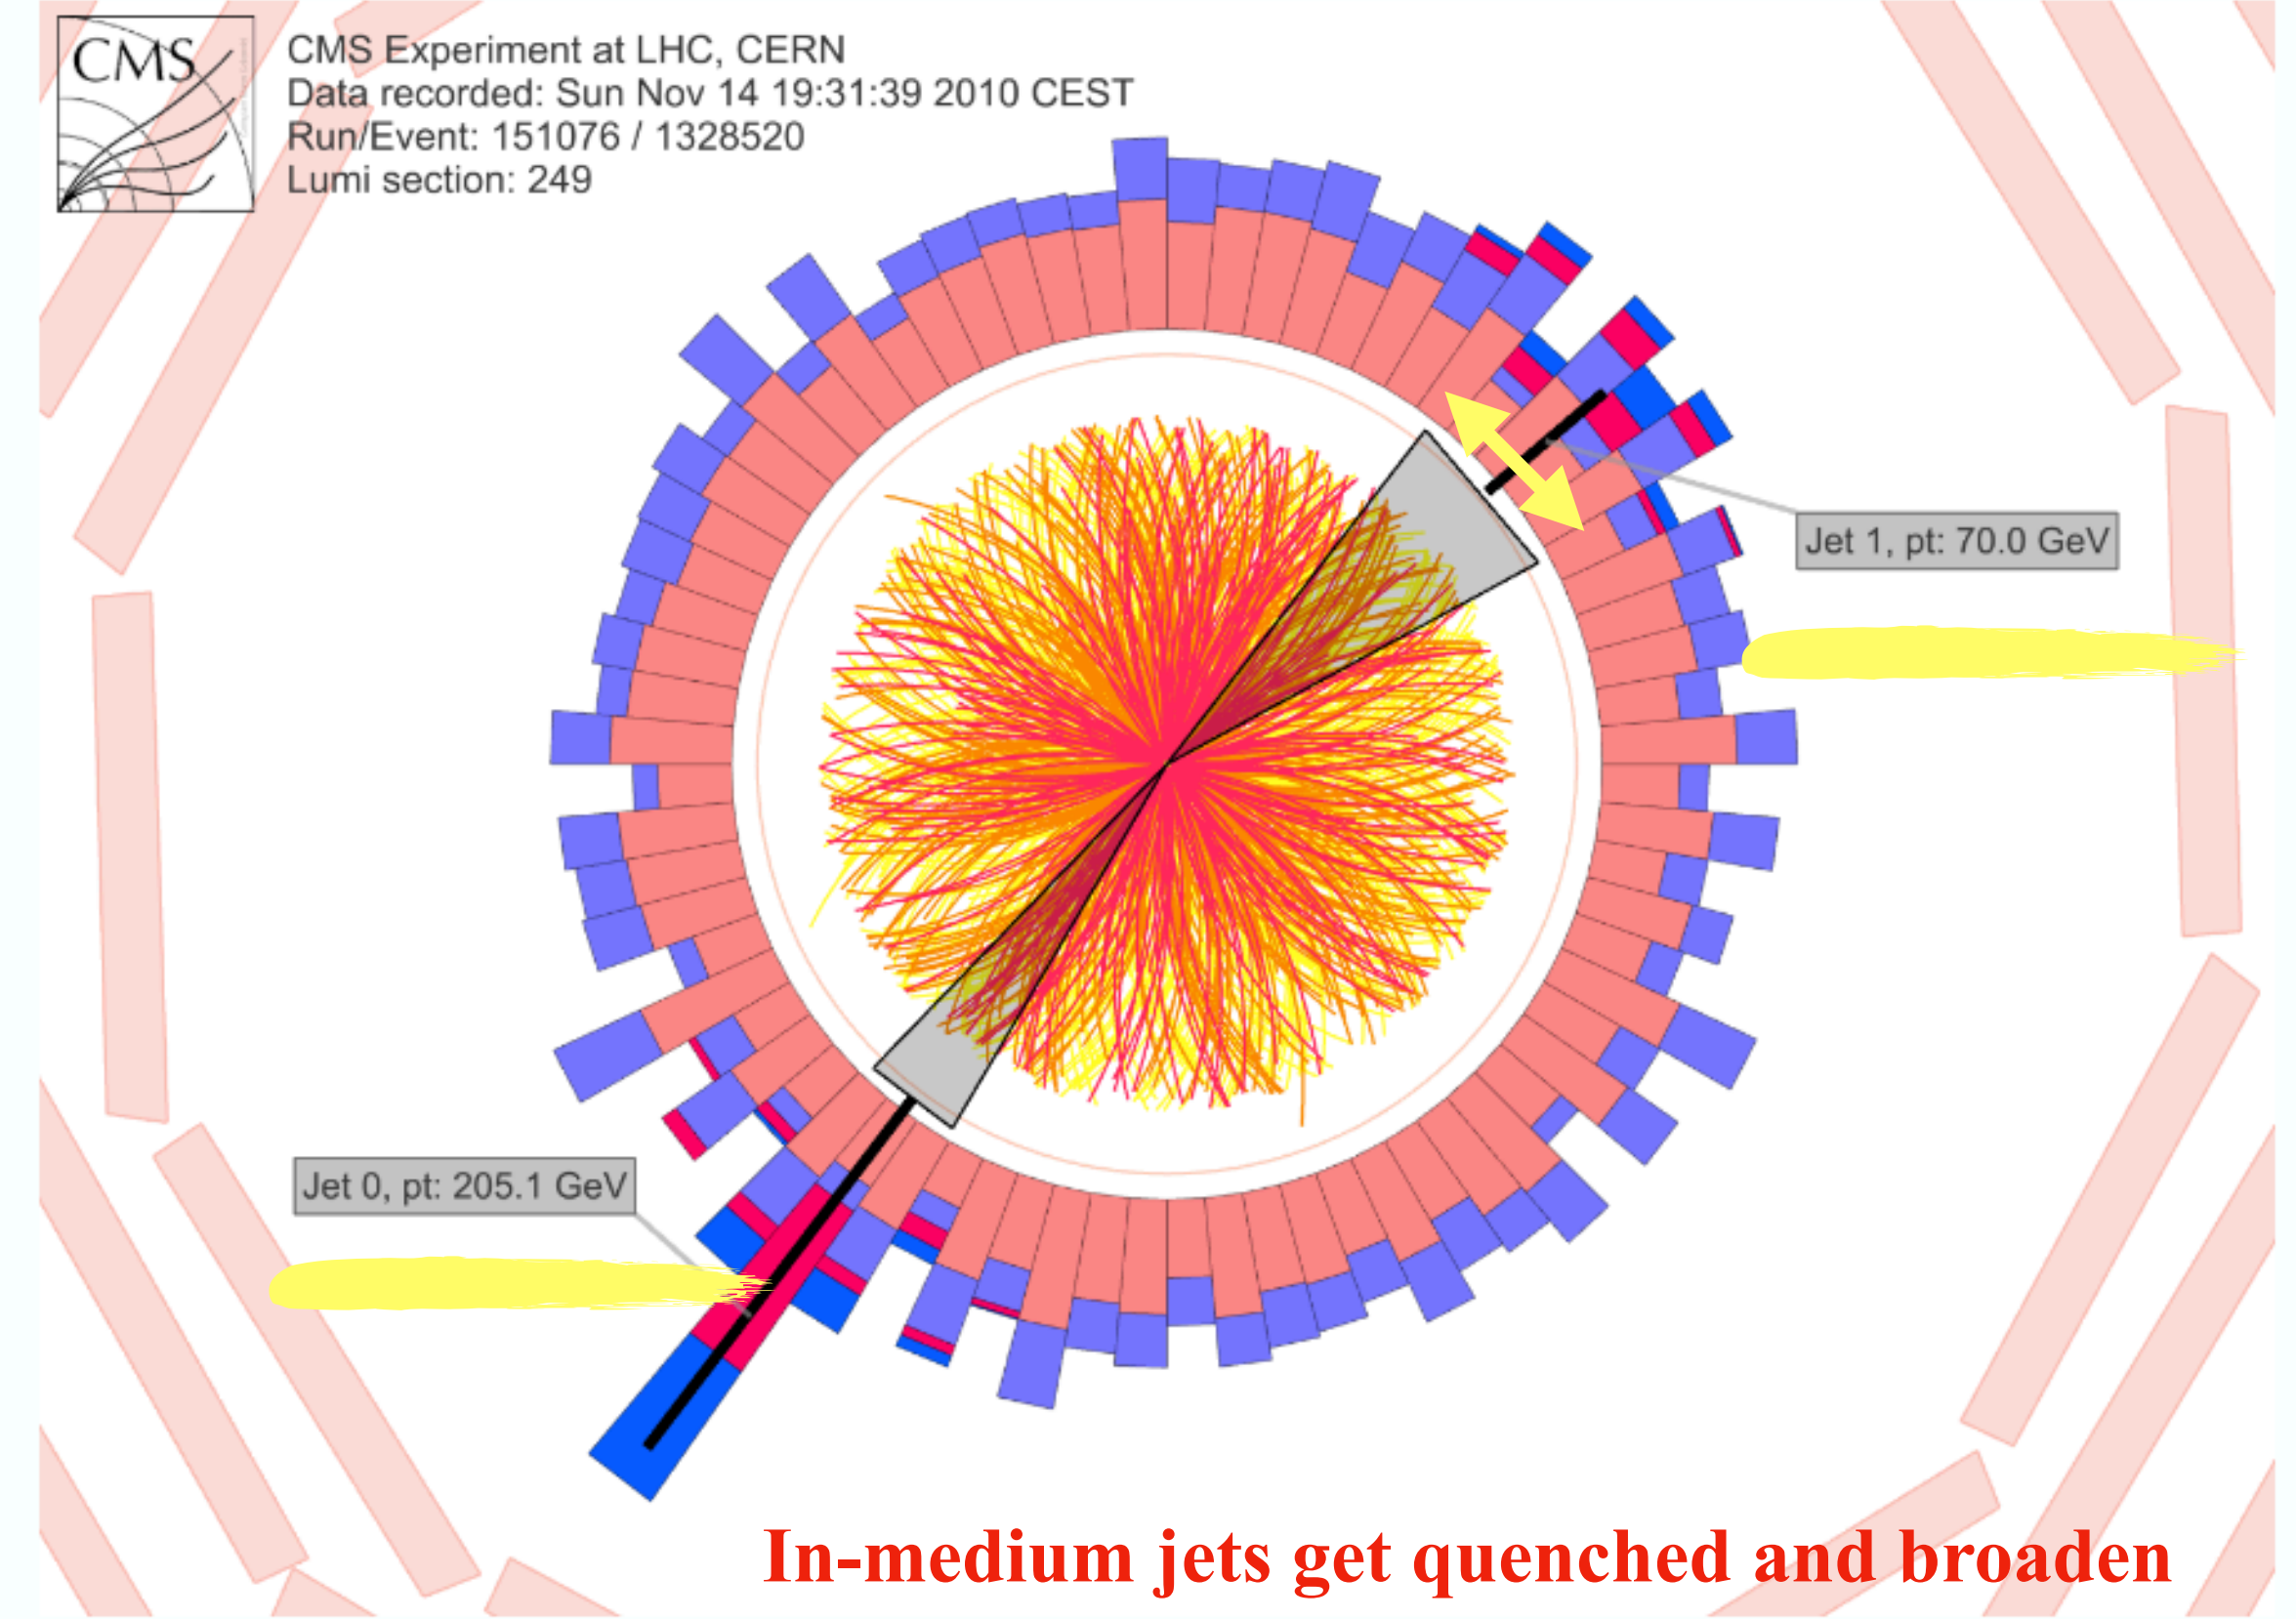 CMS
CMS Experiment at LHC, CERN
Data recorded: Sun Nov 14 19:31:39 2010 CEST
Run/Event: 151076 / 1328520
Lumi section: 249
Jet 1, pt: 70.0 GeV
Jet 0, pt: 205.1 GeV
In-medium jets get quenched and broaden